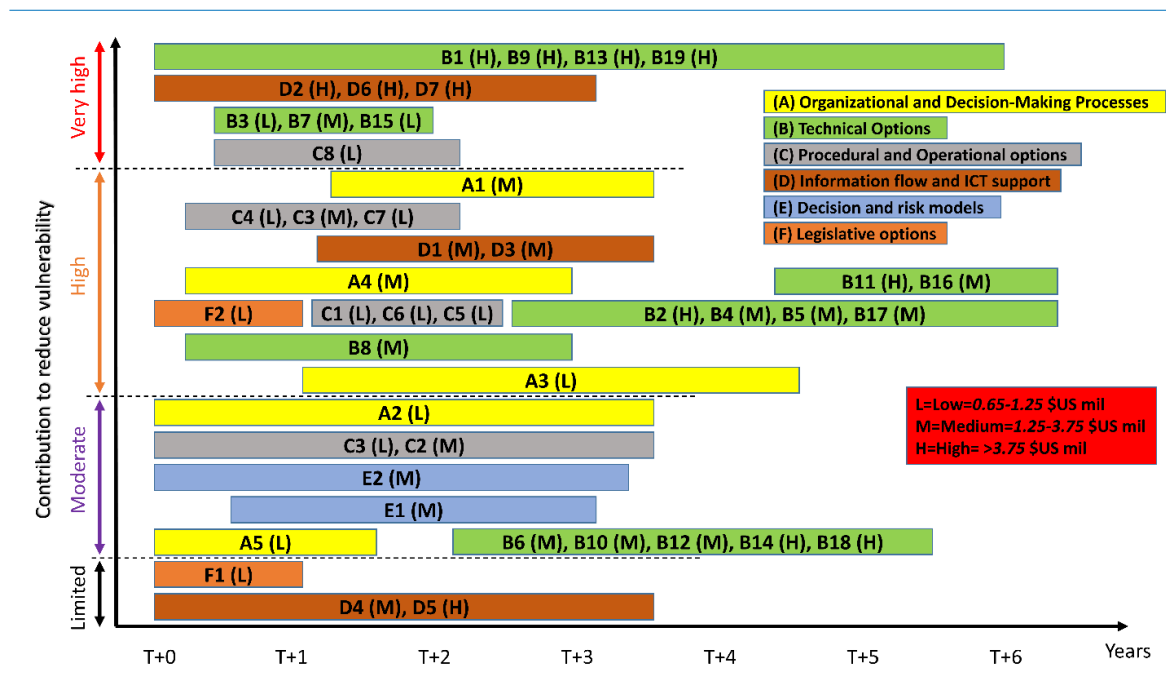 Contribution to reduce vulnerability
Very high
High
Moderate
Limited
B1 (H), B9 (H), B13 (H), B19 (H)
D2 (H), D6 (H), D7 (H)
B3 (L), B7 (M), B15 (L)
C8 (L)
A1 (M)
C4 (L), C3 (M), C7 (L)
D1 (M), D3 (M)
A4 (M)
B11 (H), B16 (M)
F2 (L)
C1 (L), C6 (L), C5 (L)
B2 (H), B4 (M), B5 (M), B17 (M)
B8 (M)
A3 (L)
A2 (L)
C3 (L), C2 (M)
E2 (M)
E1 (M)
A5 (L)
B6 (M), B10 (M), B12 (M), B14 (H), B18 (H)
F1 (L)
D4 (M), D5 (H)
(A) Organizational and Decision-Making Processes
(B) Technical Options
(C) Procedural and Operational options
(D) Information flow and ICT support
(E) Decision and risk models
(F) Legislative options
L=Low=0.65-1.25 $US mil
M=Medium=1.25-3.75 $US mil
H=High= >3.75 $US mil
T+0 T+1 T+2 T+3 T+4 T+5 T+6 Years